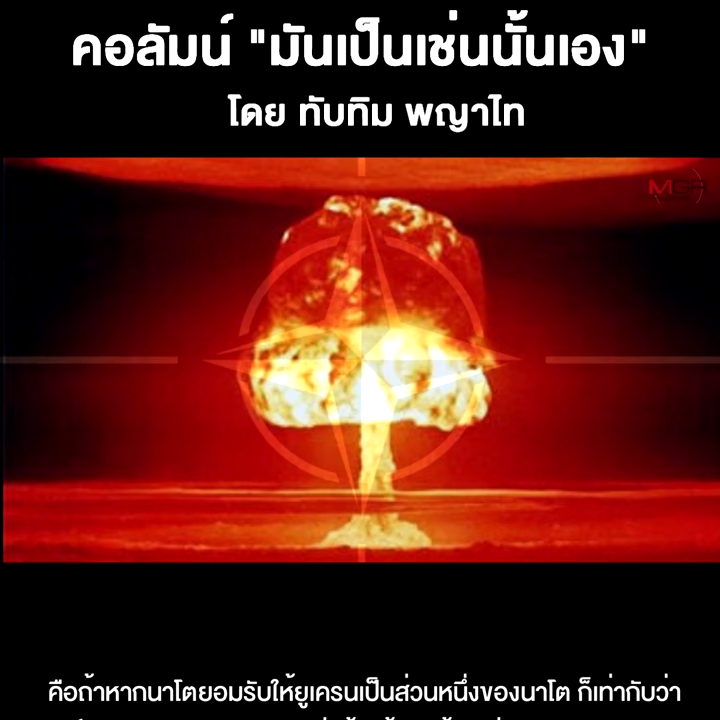 คอลัมน์ "มันเป็นเช่นนั้นเอง"
โดย ทับทิม พญาไท
MGR
คือถ้าหากนาโตยอมรับให้ยูเครนเป็นส่วนหนึ่งของนาโต ก็เท่ากับว่า